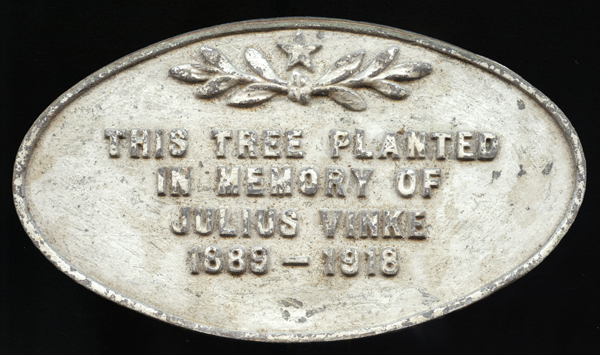 THIS TREE PLANTED
IN MEMORY OF
JULIUS VINKE
1889 – 1918